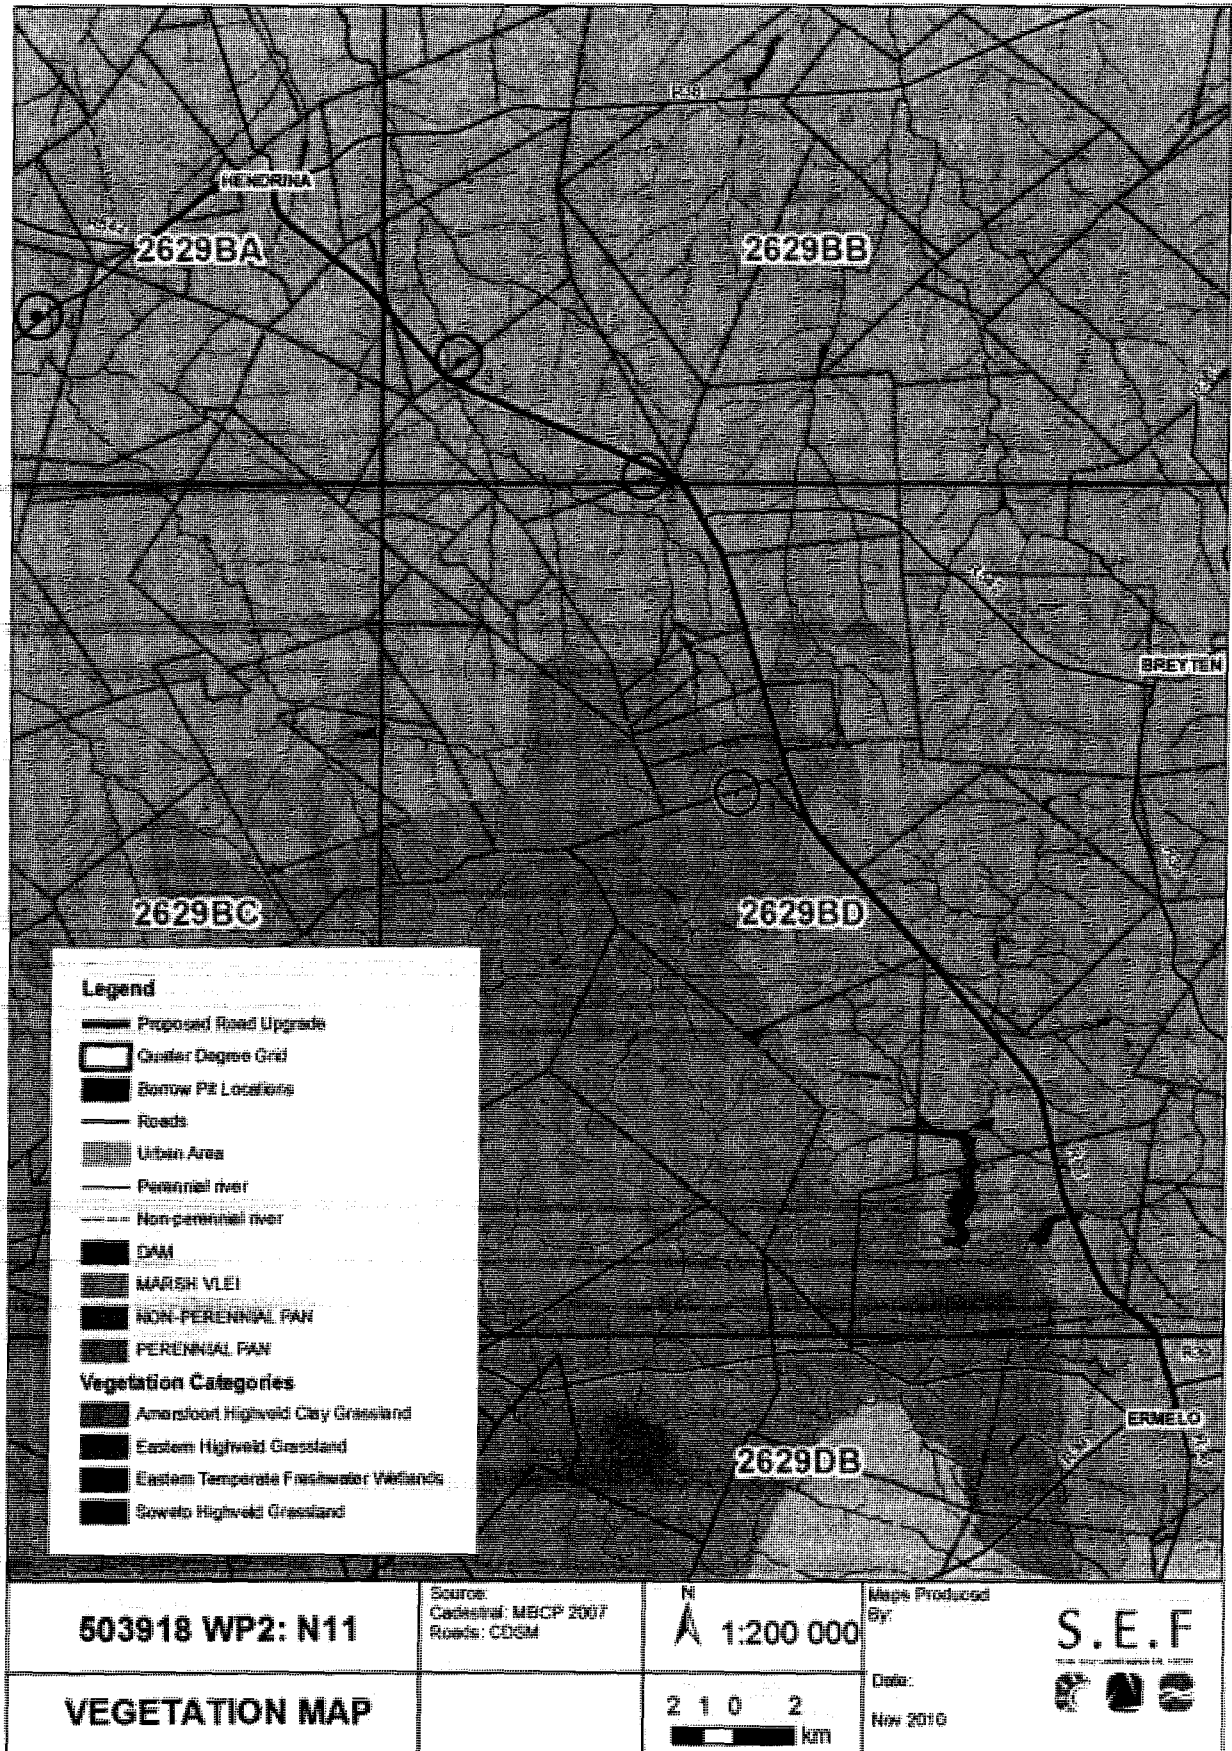 R38
HENDRINA
2629BA
2629BB
BREYTEN
2629BC
2629BD
Legend
Proposed Road Upgrade
Quarter Degree Grid
Borrow Pit Locations
Roads
Urban Area
Perennial river
Non-perennial river
DAM
MARSH VLEI
NON-PERENNIAL PAN
PERENNIAL PAN
Vegetation Categories
Amersfoort Highveld Clay Grassland
Eastern Highveld Grassland
Eastern Temperate Freshwater Wetlands
Soweto Highveld Grassland
ERMELO
2629DB
503918 WP2: N11
Source:
Cadastral: MBCP 2007
Roads: CDSM
N
1:200 000
Maps Produced
By:
S.E.F
VEGETATION MAP
2 1 0 2
km
Date:
Nov 2010